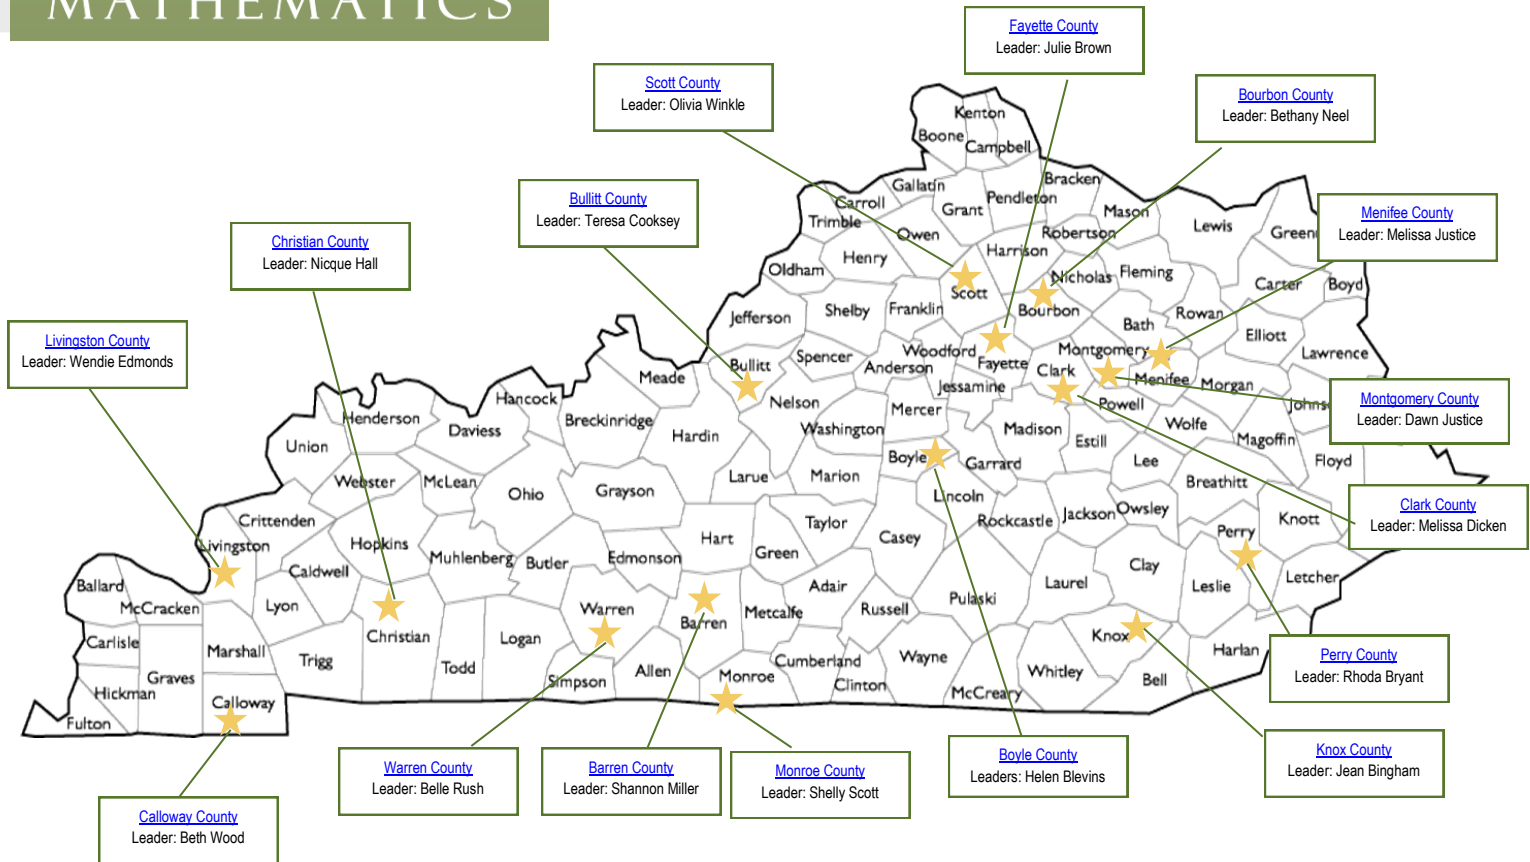 MATHEMATICS
Fayette County
Leader: Julie Brown
Scott County
Leader: Olivia Winkle
Bourbon County
Leader: Bethany Neel
Bullitt County
Leader: Teresa Cooksey
Menifee County
Leader: Melissa Justice
Christian County
Leader: Nicque Hall
Livingston County
Leader: Wendie Edmonds
Montgomery County
Leader: Dawn Justice
Clark County
Leader: Melissa Dicken
Perry County
Leader: Rhoda Bryant
Knox County
Leader: Jean Bingham
Boyle County
Leaders: Helen Blevins
Monroe County
Leader: Shelly Scott
Barren County
Leader: Shannon Miller
Warren County
Leader: Belle Rush
Calloway County
Leader: Beth Wood
Kenton
Boone
Campbell
Gallatin
Bracken
Carroll
Grant
Pendleton
Mason
Trimble
Owen
Robertson
Lewis
Green
Henry
Harrison
Oldham
Nicholas
Fleming
Carter
Boyd
Scott
Jefferson
Shelby
Franklin
Bourbon
Bath
Rowan
Elliott
Bullitt
Spencer
Woodford
Anderson
Fayette
Montgomery
Lawrence
Meade
Clark
Menifee
Morgan
Jessamine
Hancock
Nelson
Mercer
Powell
Johns
Henderson
Breckinridge
Daviess
Hardin
Washington
Madison
Estill
Wolfe
Magoffin
Union
Boyle
Garrard
Lee
Floyd
Webster
McLean
Ohio
Grayson
Larue
Marion
Breathitt
Lincoln
Crittenden
Taylor
Rockcastle
Jackson
Owsley
Knott
Livingston
Hopkins
Muhlenberg
Butler
Edmonson
Hart
Green
Casey
Perry
Ballard
Caldwell
Adair
Laurel
Clay
Leslie
Letcher
McCracken
Lyon
Warren
Barren
Metcalfe
Russell
Pulaski
Carlisle
Marshall
Christian
Logan
Knox
Harlan
Graves
Trigg
Todd
Allen
Cumberland
Wayne
Whitley
Hickman
Simpson
Monroe
Clinton
McCreary
Bell
Fulton
Calloway